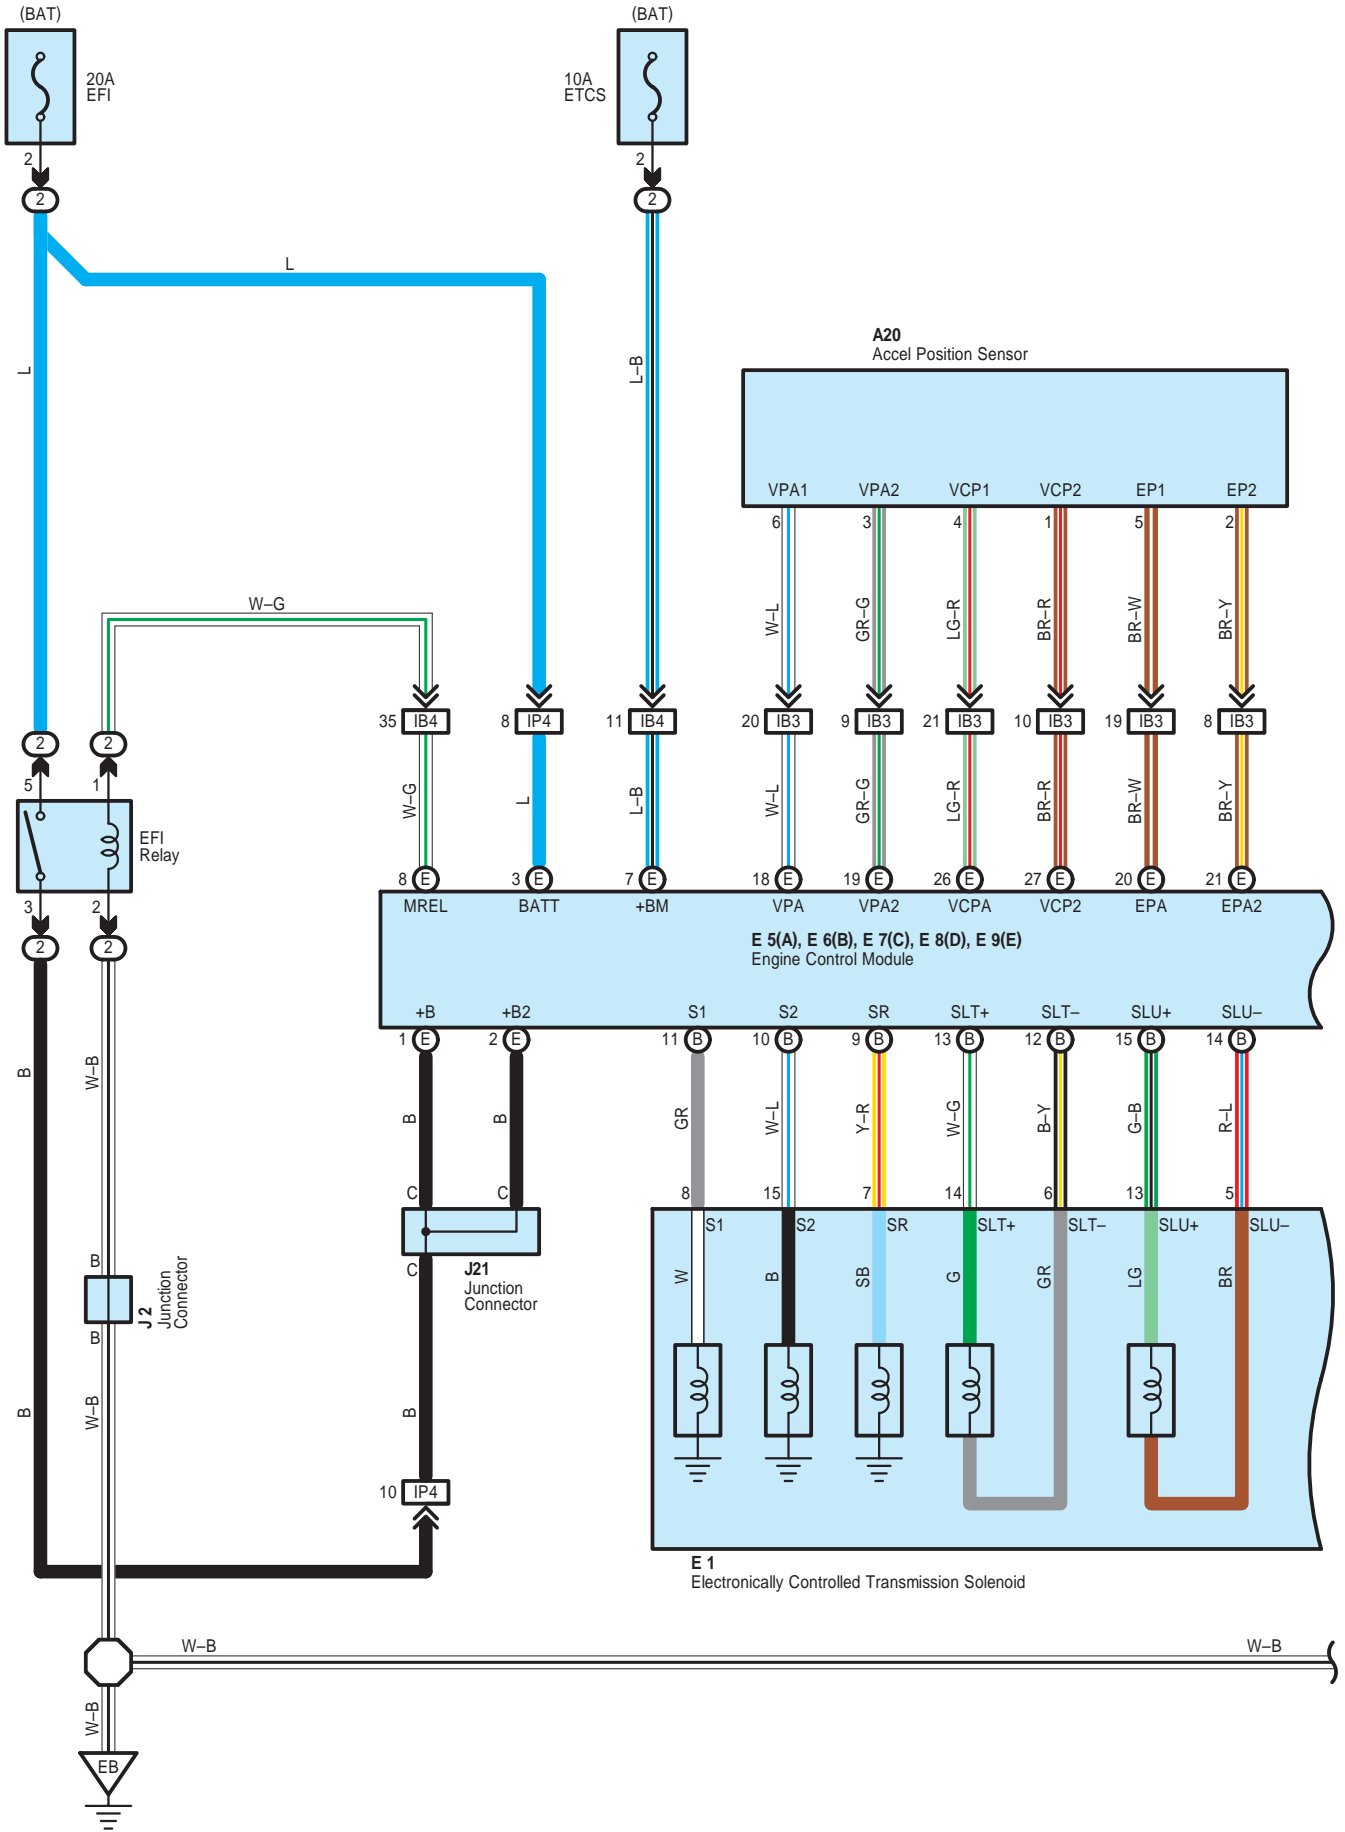 (BAT) (BAT)
20A
EFI
10A
ETCS
2 2
2 2
L
L
L–B
A20
Accel Position Sensor
VPA1 VPA2 VCP1 VCP2 EP1 EP2
6 3 4 1 5 2
W–G
W–L GR–G LG–R BR–R BR–W BR–Y
35 IB4 8 IP4 11 IB4 20 IB3 9 IB3 21 IB3 10 IB3 19 IB3 8 IB3
2 2
5 1
W–G L L–B W–L GR–G LG–R BR–R BR–W BR–Y
EFI
Relay
8 E 3 E 7 E 18 E 19 E 26 E 27 E 20 E 21 E
3 2
MREL BATT +BM VPA VPA2 VCPA VCP2 EPA EPA2
2 2
E 5(A), E 6(B), E 7(C), E 8(D), E 9(E)
Engine Control Module
+B +B2 S1 S2 SR SLT+ SLT– SLU+ SLU–
1 E 2 E 11 B 10 B 9 B 13 B 12 B 15 B 14 B
B W–B
B B GR W–L Y–R W–G B–Y G–B R–L
C C 8 15 7 14 6 13 5
S1 S2 SR SLT+ SLT– SLU+ SLU–
B
C
J21
Junction
Connector
W B SB G GR LG BR
J 2
Junction
Connector
B
B W–B B
10 IP4
E 1
Electronically Controlled Transmission Solenoid
W–B W–B
W–B
EB